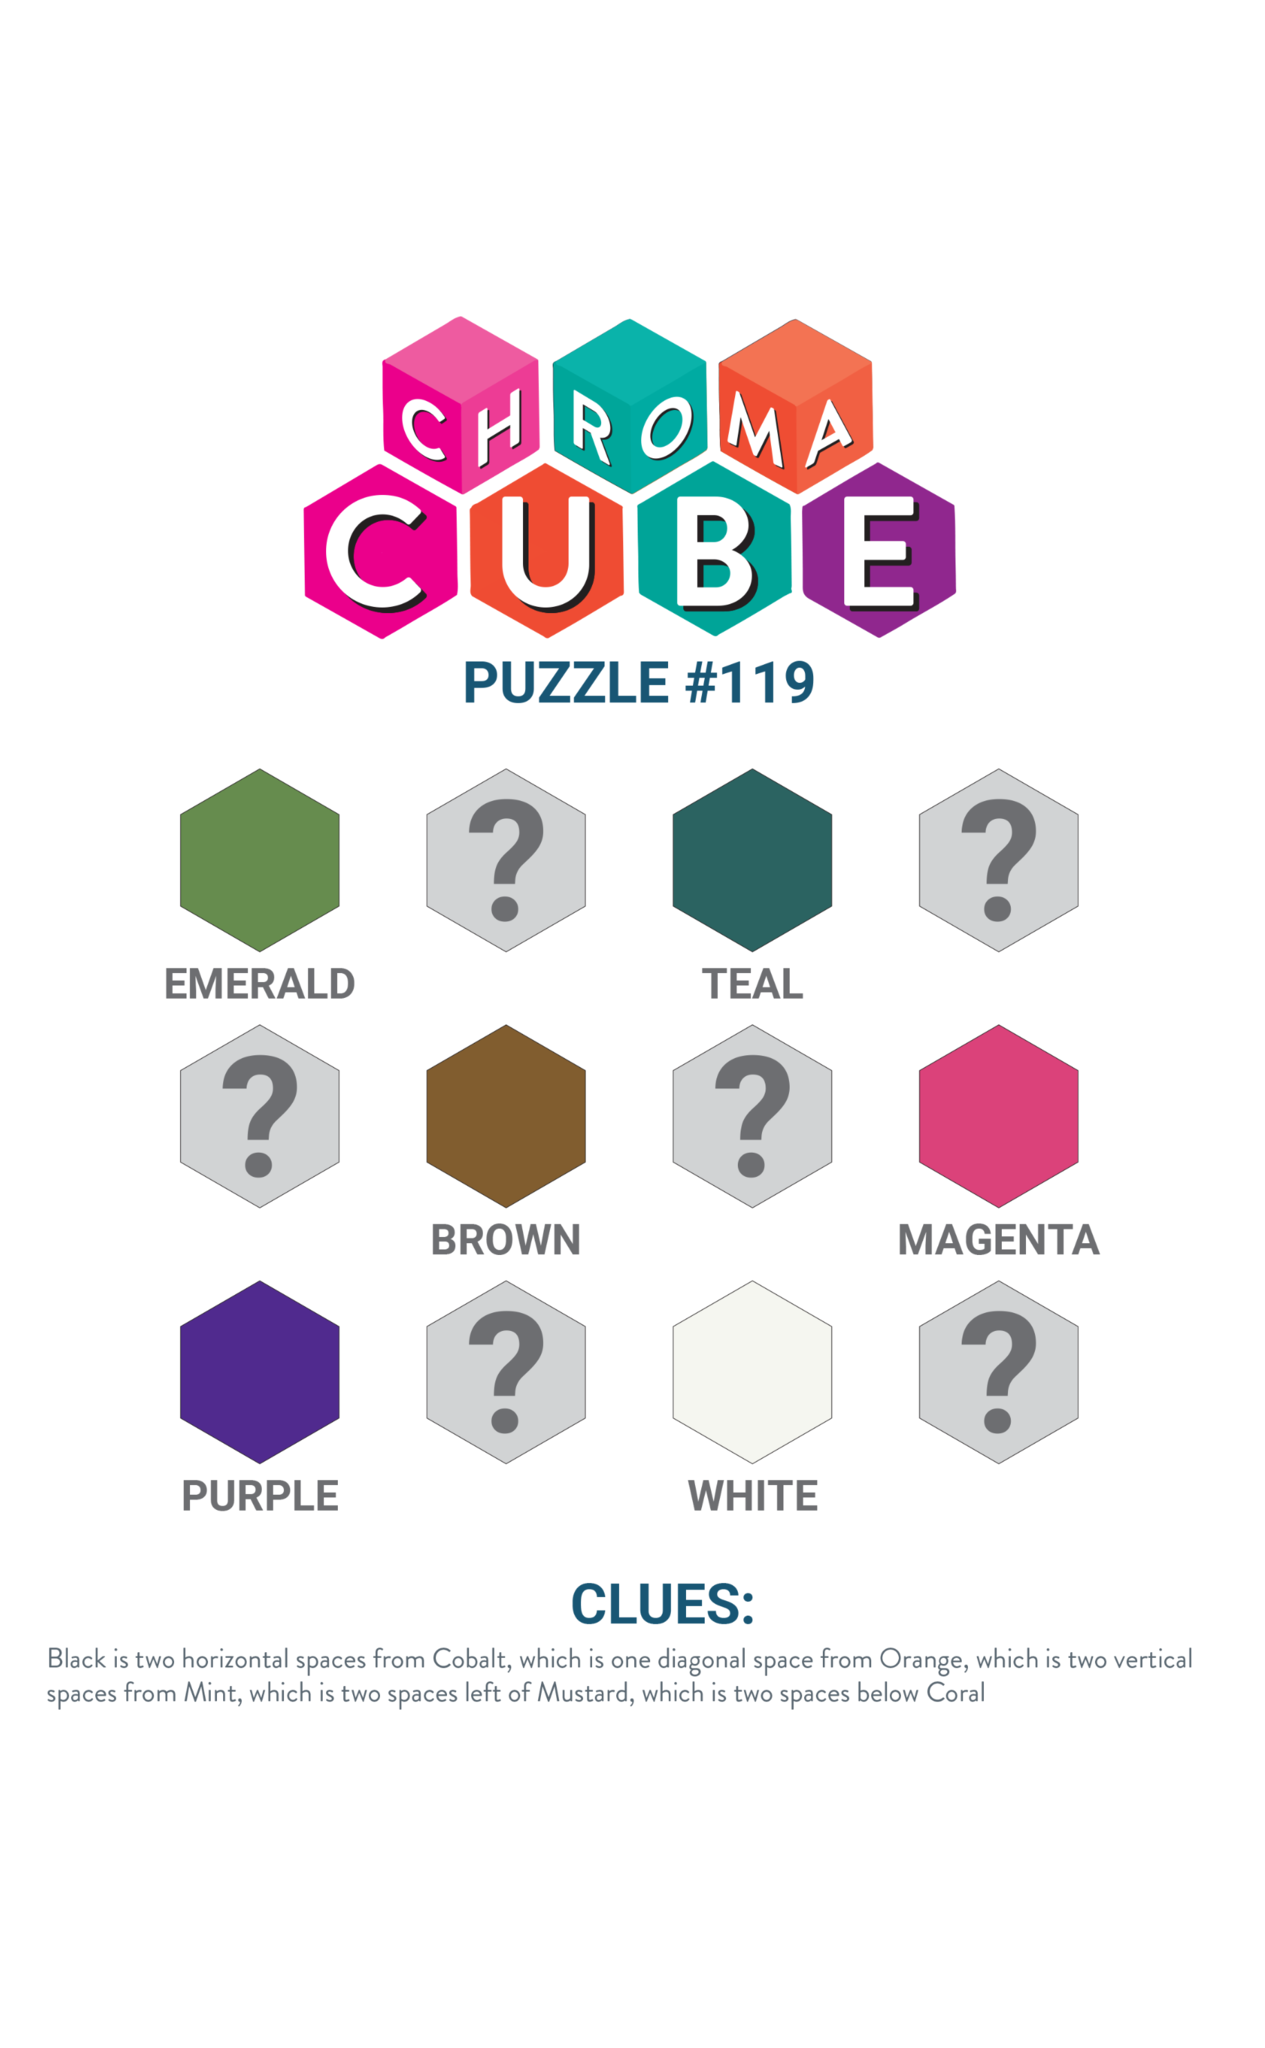 CHROMA
CUBE
PUZZLE #119
? ?
EMERALD TEAL
? ?
BROWN MAGENTA
? ?
PURPLE WHITE
CLUES:
Black is two horizontal spaces from Cobalt, which is one diagonal space from Orange, which is two vertical
spaces from Mint, which is two spaces left of Mustard, which is two spaces below Coral